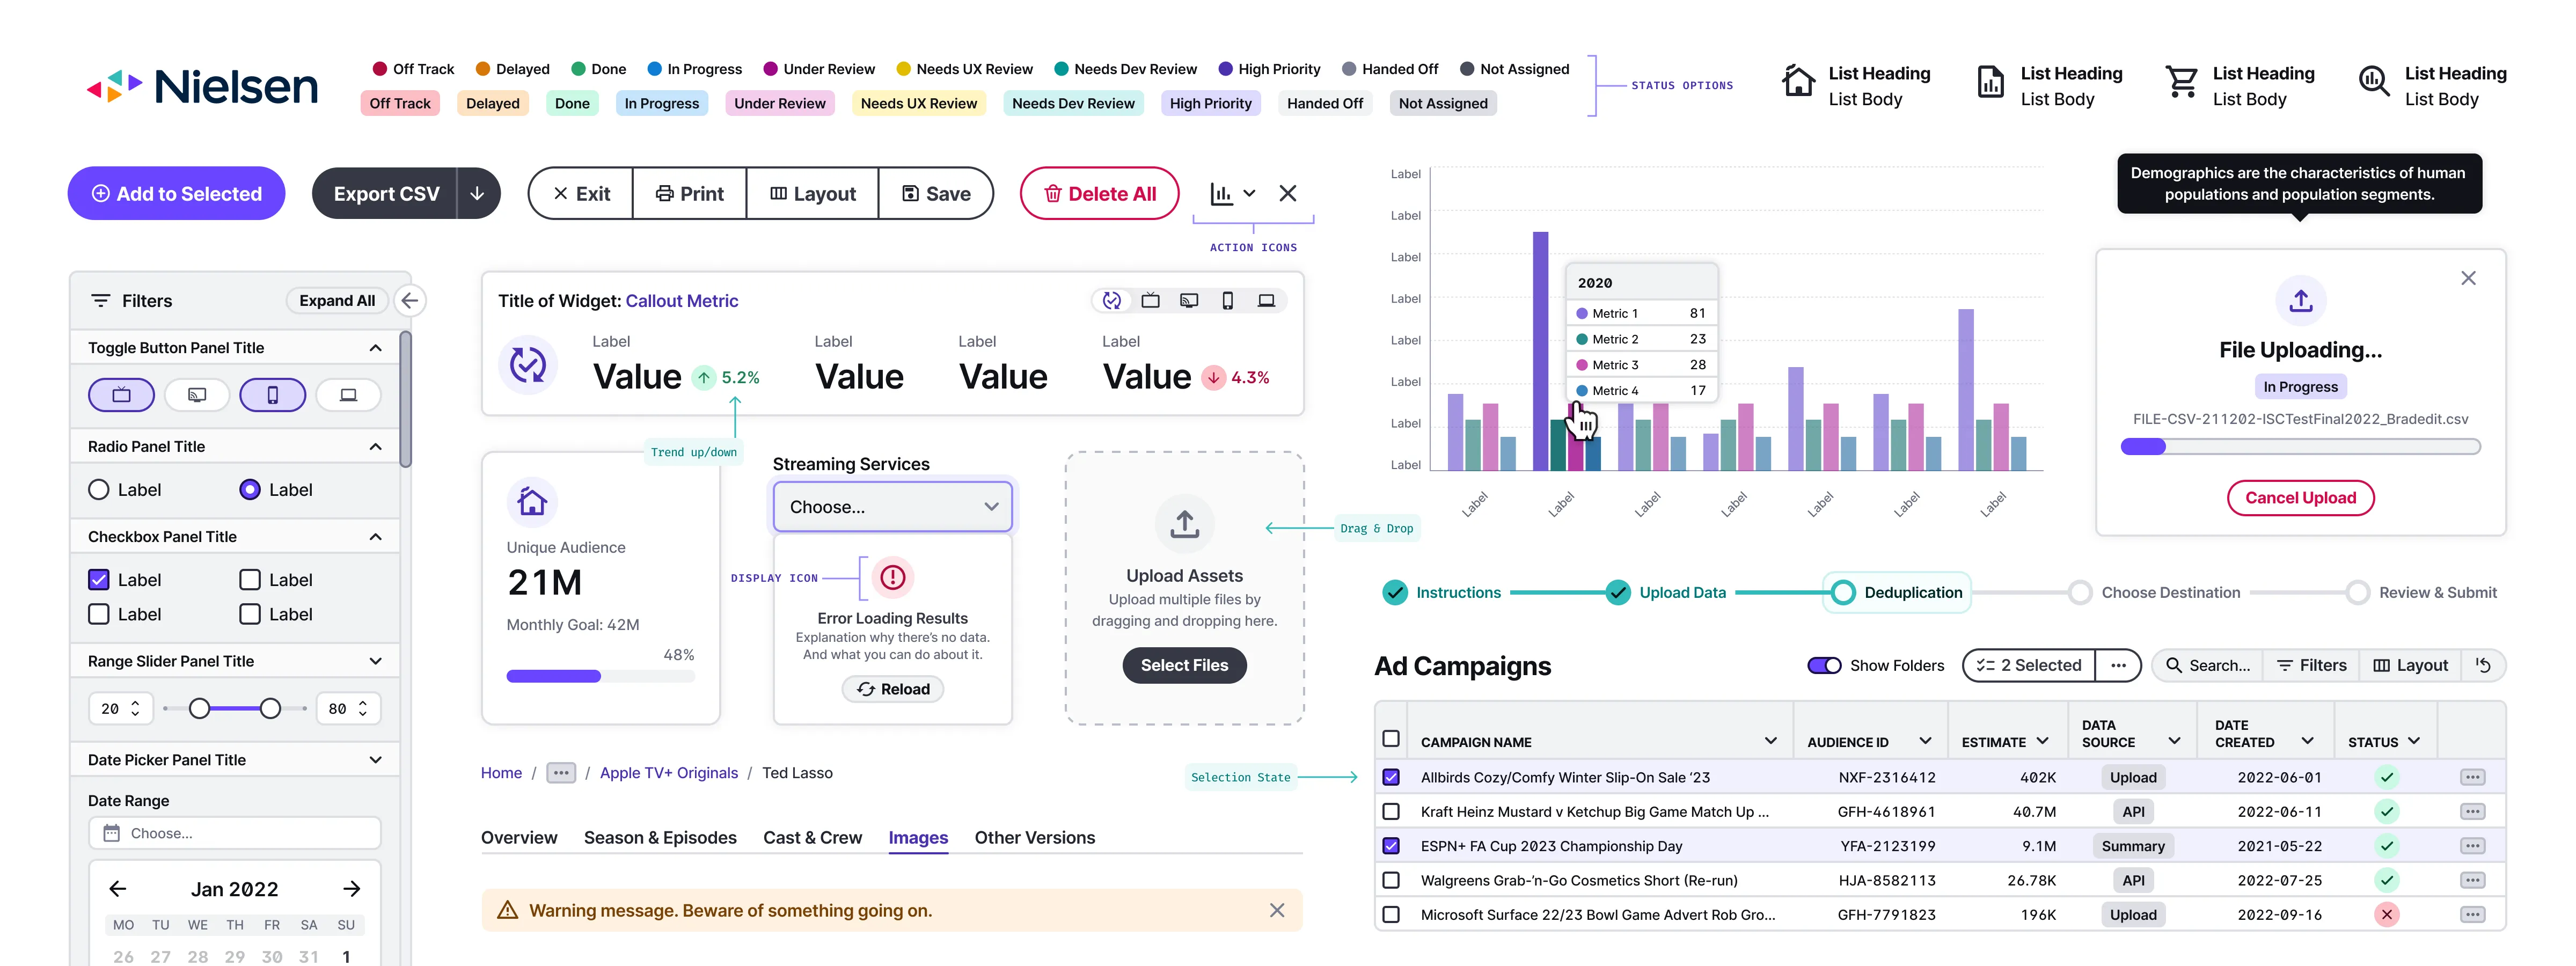 Nielsen
Off Track
Delayed
Done
In Progress
Under Review
Needs UX Review
Needs Dev Review
High Priority
Handed Off
Not Assigned
Off Track
Delayed
Done
In Progress
Under Review
Needs UX Review
Needs Dev Review
High Priority
Handed Off
Not Assigned
STATUS OPTIONS
List Heading
List Body
List Heading
List Body
List Heading
List Body
List Heading
List Body
Add to Selected
Export CSV
Exit
Print
Layout
Save
Delete All
ACTION ICONS
Filters
Expand All
Toggle Button Panel Title
Radio Panel Title
Label
Label
Checkbox Panel Title
Label
Label
Label
Label
Range Slider Panel Title
20
80
Date Picker Panel Title
Date Range
Choose...
Jan 2022
MO TU WE TH FR SA SU
26 27 28 29 30 31 1
Title of Widget: Callout Metric
Label
Value
5.2%
Label
Value
Label
Value
Label
Value
4.3%
Trend up/down
Unique Audience
21M
Monthly Goal: 42M
48%
Streaming Services
Choose...
DISPLAY ICON
Error Loading Results
Explanation why there's no data.
And what you can do about it.
Reload
Upload Assets
Upload multiple files by
dragging and dropping here.
Select Files
Drag & Drop
Home / ... / Apple TV+ Originals / Ted Lasso
Overview
Season & Episodes
Cast & Crew
Images
Other Versions
Warning message. Beware of something going on.
Label
Label
Label
Label
Label
Label
Label
Label
2020
Metric 1 81
Metric 2 23
Metric 3 28
Metric 4 17
Label
Label
Label
Label
Label
Label
Label
Demographics are the characteristics of human
populations and population segments.
File Uploading...
In Progress
FILE-CSV-211202-ISCTestFinal2022_Bradedit.csv
Cancel Upload
Instructions
Upload Data
Deduplication
Choose Destination
Review & Submit
Ad Campaigns
Show Folders
2 Selected
...
Search...
Filters
Layout
Selection State
CAMPAIGN NAME
AUDIENCE ID
ESTIMATE
DATA
SOURCE
DATE
CREATED
STATUS
Allbirds Cozy/Comfy Winter Slip-On Sale ‘23 NXF-2316412 402K Upload 2022-06-01
Kraft Heinz Mustard v Ketchup Big Game Match Up ... GFH-4618961 40.7M API 2022-06-11
ESPN+ FA Cup 2023 Championship Day YFA-2123199 9.1M Summary 2021-05-22
Walgreens Grab-'n-Go Cosmetics Short (Re-run) HJA-8582113 26.78K API 2022-07-25
Microsoft Surface 22/23 Bowl Game Advert Rob Gro... GFH-7791823 196K Upload 2022-09-16